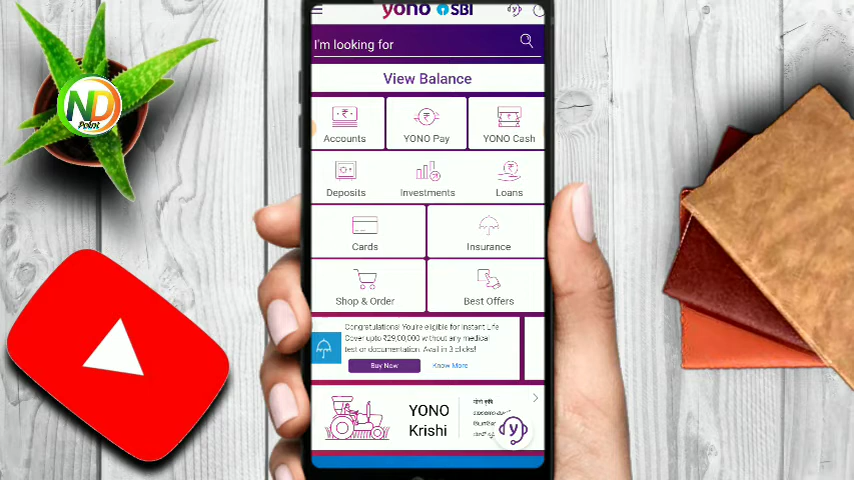 ND
Point
yono SBI
I'm looking for
View Balance
Accounts
YONO Pay
YONO Cash
Deposits
Investments
Loans
Cards
Insurance
Shop & Order
Best Offers
Congratulations! You're eligible for Instant Life
Cover upto ₹29,00,000 without any medical
test or documentation. Avail in 3 clicks!
Buy Now
Know More
YONO
Krishi
y